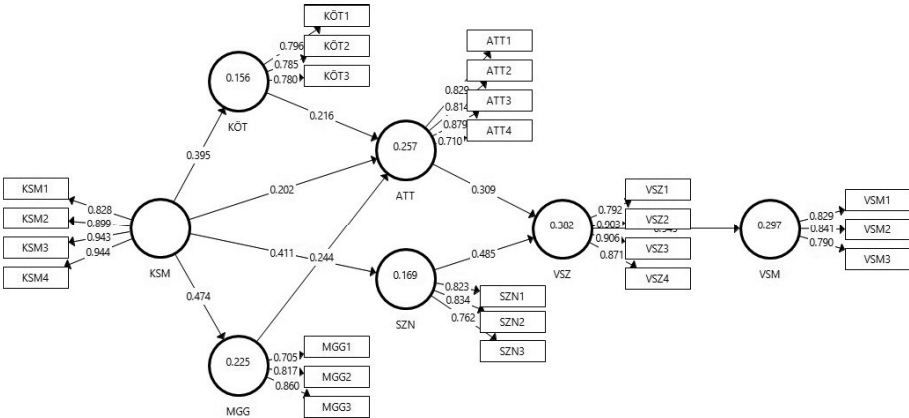 KÖT1
0.796
KÖT2
0.785
KÖT3
0.780
0.156
KÖT
ATT1
ATT2
ATT3
ATT4
0.829
0.814
0.879
0.710
0.216
0.257
ATT
0.395
0.202
KSM1
KSM2
KSM3
KSM4
0.828
0.899
0.943
0.944
KSM
0.309
0.411
0.244
0.485
0.474
0.169
SZN
0.823
0.834
0.762
SZN1
SZN2
SZN3
0.382
VSZ
0.792
0.903
0.906
0.871
VSZ1
VSZ2
VSZ3
VSZ4
0.297
VSM
0.829
0.841
0.790
VSM1
VSM2
VSM3
0.225
MGG
0.705
0.817
0.860
MGG1
MGG2
MGG3